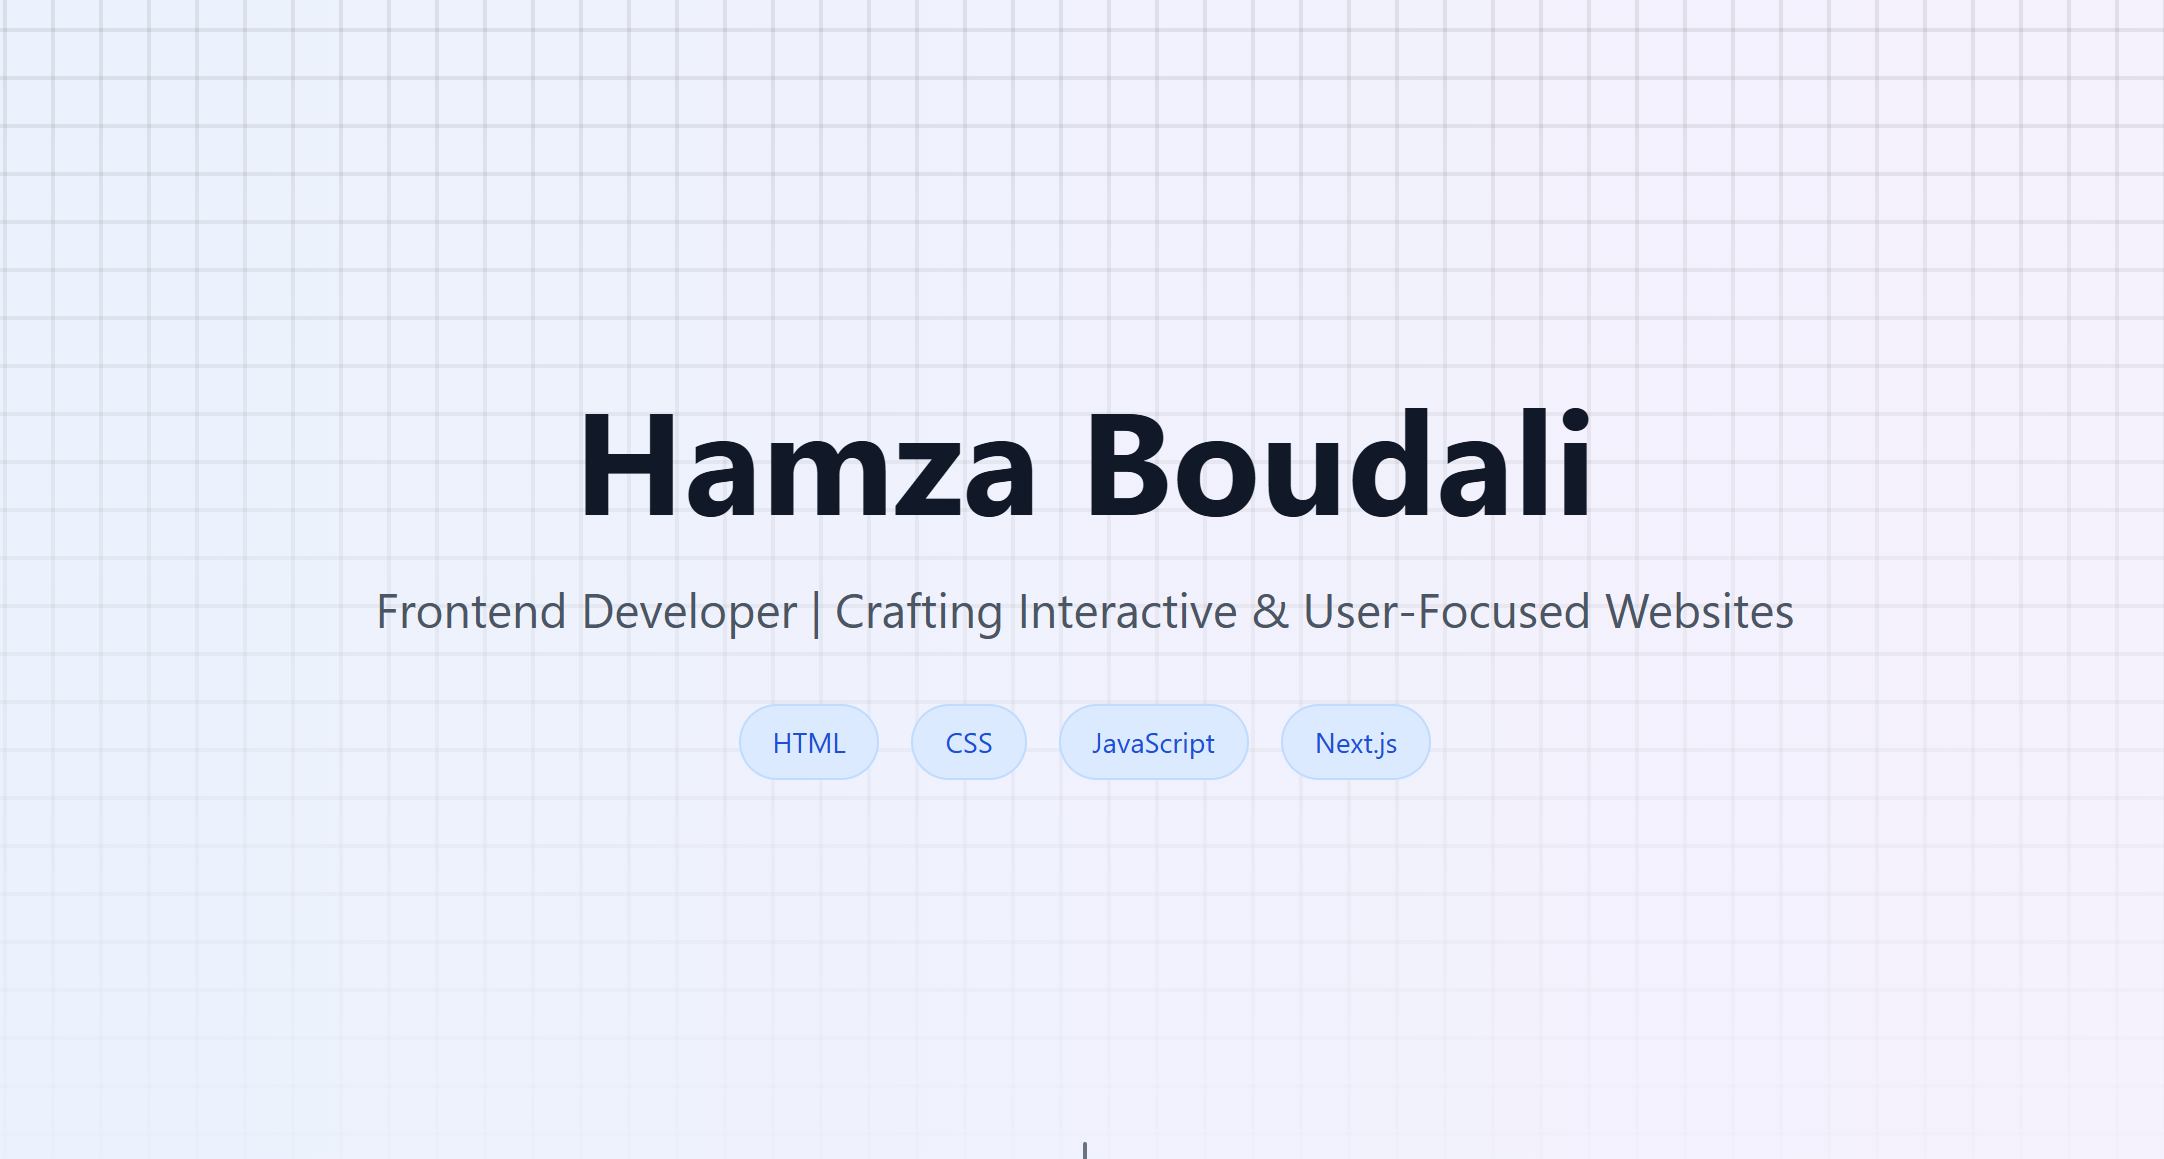 Hamza Boudali
Frontend Developer | Crafting Interactive & User-Focused Websites
HTML CSS JavaScript Next.js